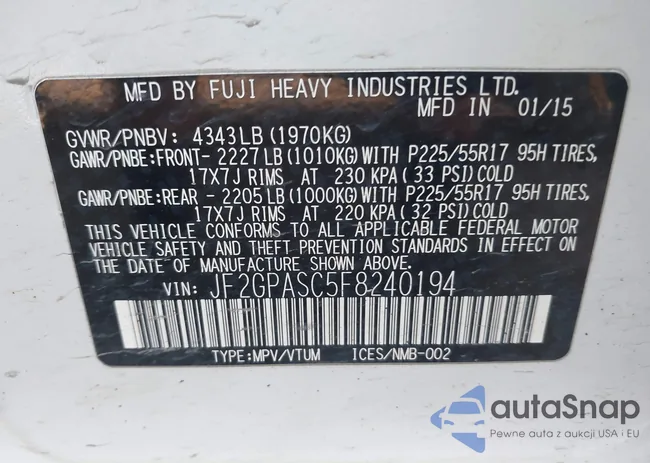 MFD BY FUJI HEAVY INDUSTRIES LTD.
MFD IN 01/15
GVWR/PNBV: 4343LB (1970KG)
GAWR/PNBE:FRONT- 2227LB(1010KG)WITH P225/55R17 95H TIRES,
17X7J RIMS AT 230 KPA (33 PSI)COLD
GAWR/PNBE:REAR - 2205LB(1000KG)WITH P225/55R17 95H TIRES,
17X7J RIMS AT 220 KPA (32 PSI)COLD
THIS VEHICLE CONFORMS TO ALL APPLICABLE FEDERAL MOTOR
VEHICLE SAFETY AND THEFT PREVENTION STANDARDS IN EFFECT ON
THE DATE OF MANUFACTURE SHOWN ABOVE.
VIN: JF2GPASC5F8240194
TYPE:MPV/VTUM ICES/NMB-002
autaSnap
Pewne auta z aukcji USA i EU